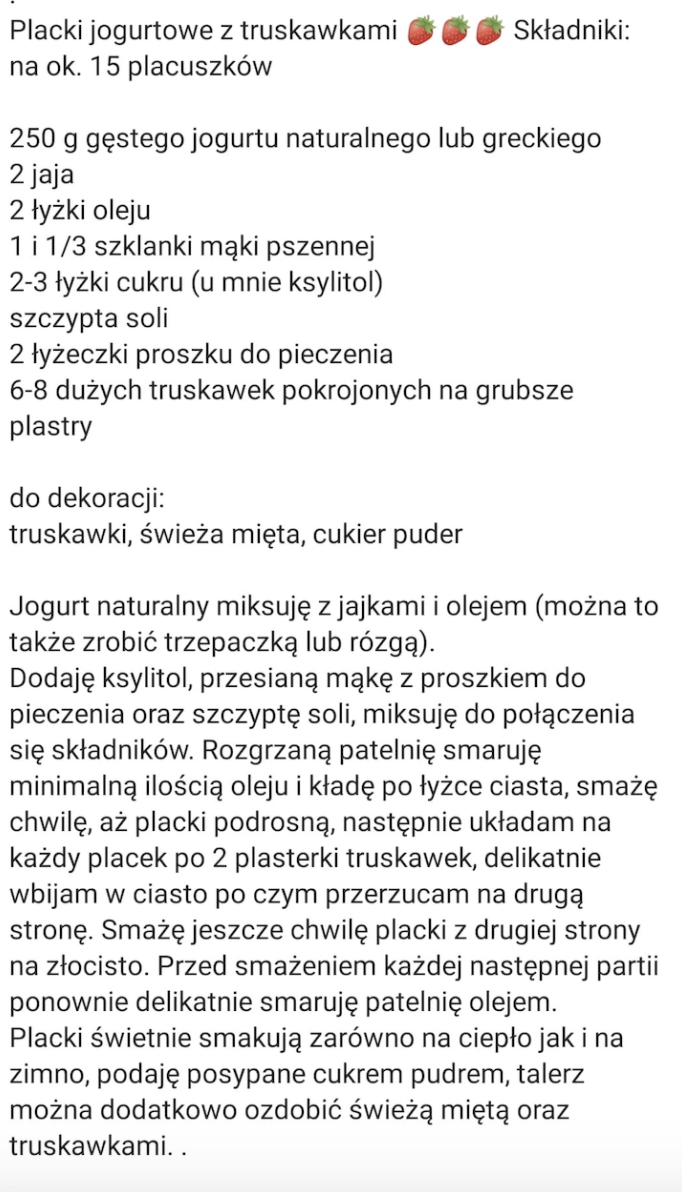 .
Placki jogurtowe z truskawkami 🍓🍓🍓 Składniki:
na ok. 15 placuszków
250 g gęstego jogurtu naturalnego lub greckiego
2 jaja
2 łyżki oleju
1 i 1/3 szklanki mąki pszennej
2-3 łyżki cukru (u mnie ksylitol)
szczypta soli
2 łyżeczki proszku do pieczenia
6-8 dużych truskawek pokrojonych na grubsze
plastry
do dekoracji:
truskawki, świeża mięta, cukier puder
Jogurt naturalny miksuję z jajkami i olejem (można to
także zrobić trzepaczką lub rózgą).
Dodaję ksylitol, przesianą mąkę z proszkiem do
pieczenia oraz szczyptę soli, miksuję do połączenia
się składników. Rozgrzaną patelnię smaruję
minimalną ilością oleju i kładę po łyżce ciasta, smażę
chwilę, aż placki podrosną, następnie układam na
każdy placek po 2 plasterki truskawek, delikatnie
wbijam w ciasto po czym przerzucam na drugą
stronę. Smażę jeszcze chwilę placki z drugiej strony
na złocisto. Przed smażeniem każdej następnej partii
ponownie delikatnie smaruję patelnię olejem.
Placki świetnie smakują zarówno na ciepło jak i na
zimno, podaję posypane cukrem pudrem, talerz
można dodatkowo ozdobić świeżą miętą oraz
truskawkami. .